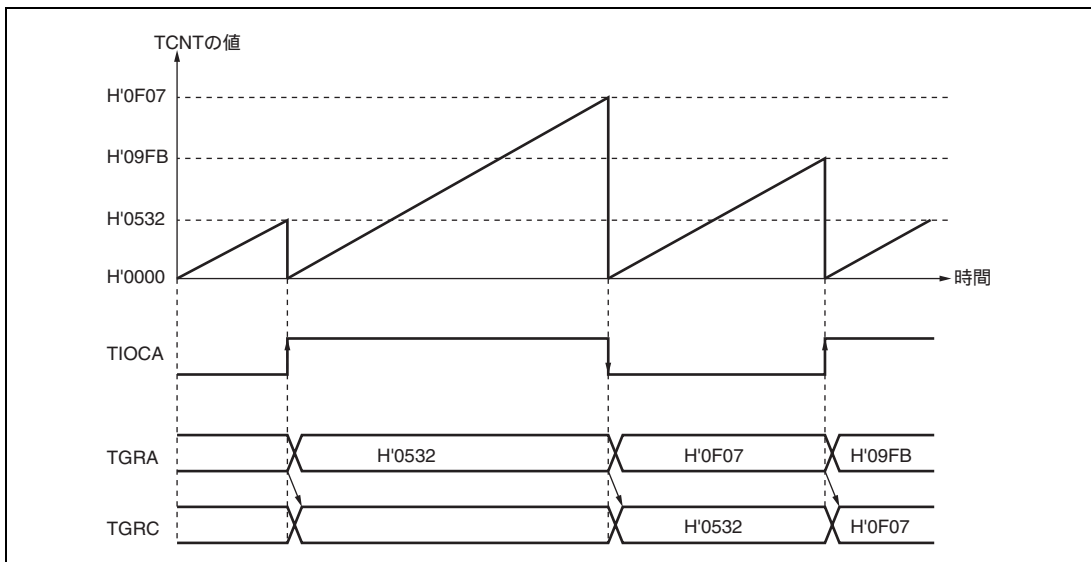 TCNTの値
H'0F07
H'09FB
H'0532
H'0000
時間
TIOCA
TGRA
H'0532
H'0F07
H'09FB
TGRC
H'0532
H'0F07